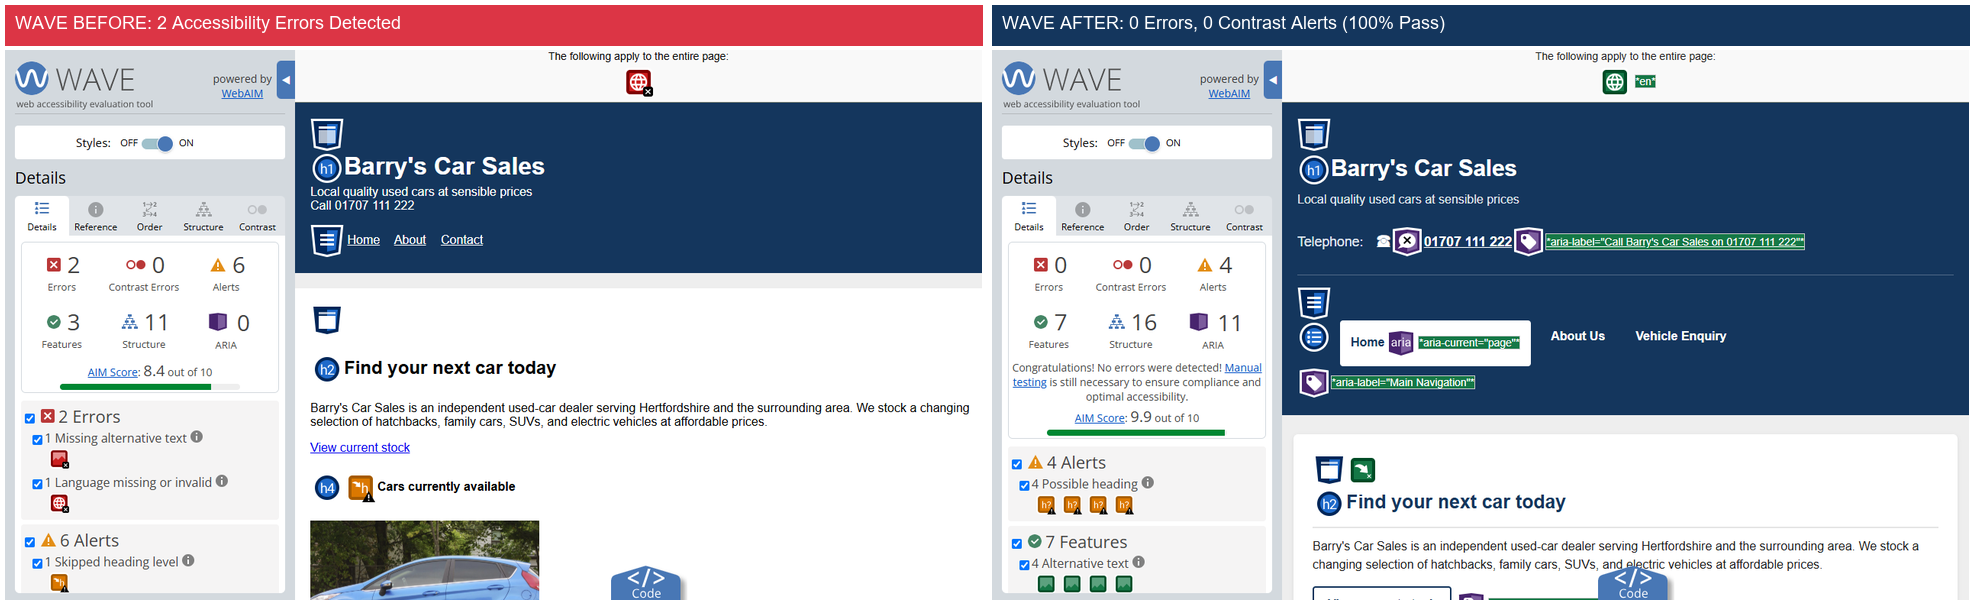 WAVE BEFORE: 2 Accessibility Errors Detected
WAVE
powered by
WebAIM
web accessibility evaluation tool
Styles: OFF ON
Details
Details Reference Order Structure Contrast
2 0 6
Errors Contrast Errors Alerts
3 11 0
Features Structure ARIA
AIM Score: 8.4 out of 10
2 Errors
1 Missing alternative text
1 Language missing or invalid
6 Alerts
1 Skipped heading level
The following apply to the entire page:
h1 Barry's Car Sales
Local quality used cars at sensible prices
Call 01707 111 222
Home About Contact
h2 Find your next car today
Barry's Car Sales is an independent used-car dealer serving Hertfordshire and the surrounding area. We stock a changing
selection of hatchbacks, family cars, SUVs, and electric vehicles at affordable prices.
View current stock
h4 h Cars currently available
</>
Code
WAVE AFTER: 0 Errors, 0 Contrast Alerts (100% Pass)
WAVE
powered by
WebAIM
web accessibility evaluation tool
Styles: OFF ON
Details
Details Reference Order Structure Contrast
0 0 4
Errors Contrast Errors Alerts
7 16 11
Features Structure ARIA
Congratulations! No errors were detected! Manual
testing is still necessary to ensure compliance and
optimal accessibility.
AIM Score: 9.9 out of 10
4 Alerts
4 Possible heading
h? h? h? h?
7 Features
4 Alternative text
The following apply to the entire page:
*en*
h1 Barry's Car Sales
Local quality used cars at sensible prices
Telephone: ☎ 01707 111 222 *aria-label="Call Barry's Car Sales on 01707 111 222"*
Home aria *aria-current="page"* About Us Vehicle Enquiry
*aria-label="Main Navigation"*
h2 Find your next car today
Barry's Car Sales is an independent used-car dealer serving Hertfordshire and the surrounding area. We stock a
changing selection of hatchbacks, family cars, SUVs, and electric vehicles at affordable prices.
</>
Code